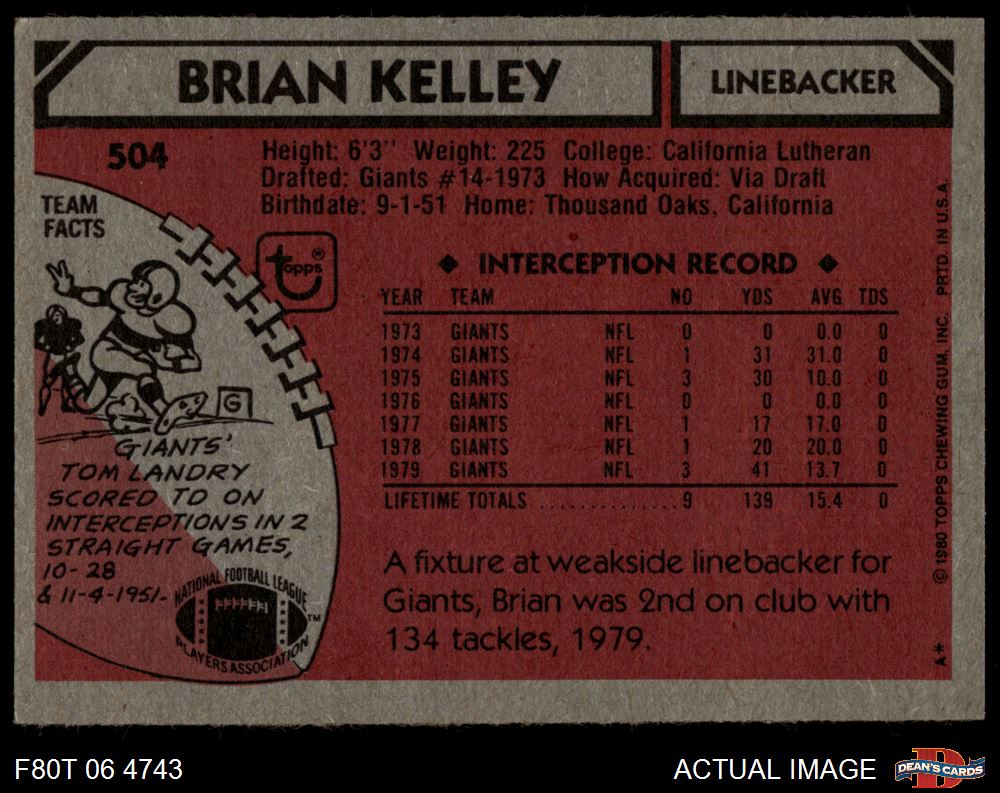 BRIAN KELLEY
LINEBACKER
504
Height: 6'3" Weight: 225 College: California Lutheran
Drafted: Giants #14-1973 How Acquired: Via Draft
Birthdate: 9-1-51 Home: Thousand Oaks, California
TEAM
FACTS
topps®
G
GIANTS'
TOM LANDRY
SCORED TD ON
INTERCEPTIONS IN 2
STRAIGHT GAMES,
10-28
& 11-4-1951-
NATIONAL FOOTBALL LEAGUE
PLAYERS ASSOCIATION
™
◆ INTERCEPTION RECORD ◆
YEAR TEAM NO YDS AVG TDS
1973 GIANTS NFL 0 0 0.0 0
1974 GIANTS NFL 1 31 31.0 0
1975 GIANTS NFL 3 30 10.0 0
1976 GIANTS NFL 0 0 0.0 0
1977 GIANTS NFL 1 17 17.0 0
1978 GIANTS NFL 1 20 20.0 0
1979 GIANTS NFL 3 41 13.7 0
LIFETIME TOTALS ............. 9 139 15.4 0
A fixture at weakside linebacker for
Giants, Brian was 2nd on club with
134 tackles, 1979.
A* © 1980 TOPPS CHEWING GUM, INC. PRTD. IN U.S.A.
F80T 06 4743
ACTUAL IMAGE
DEAN'S CARDS